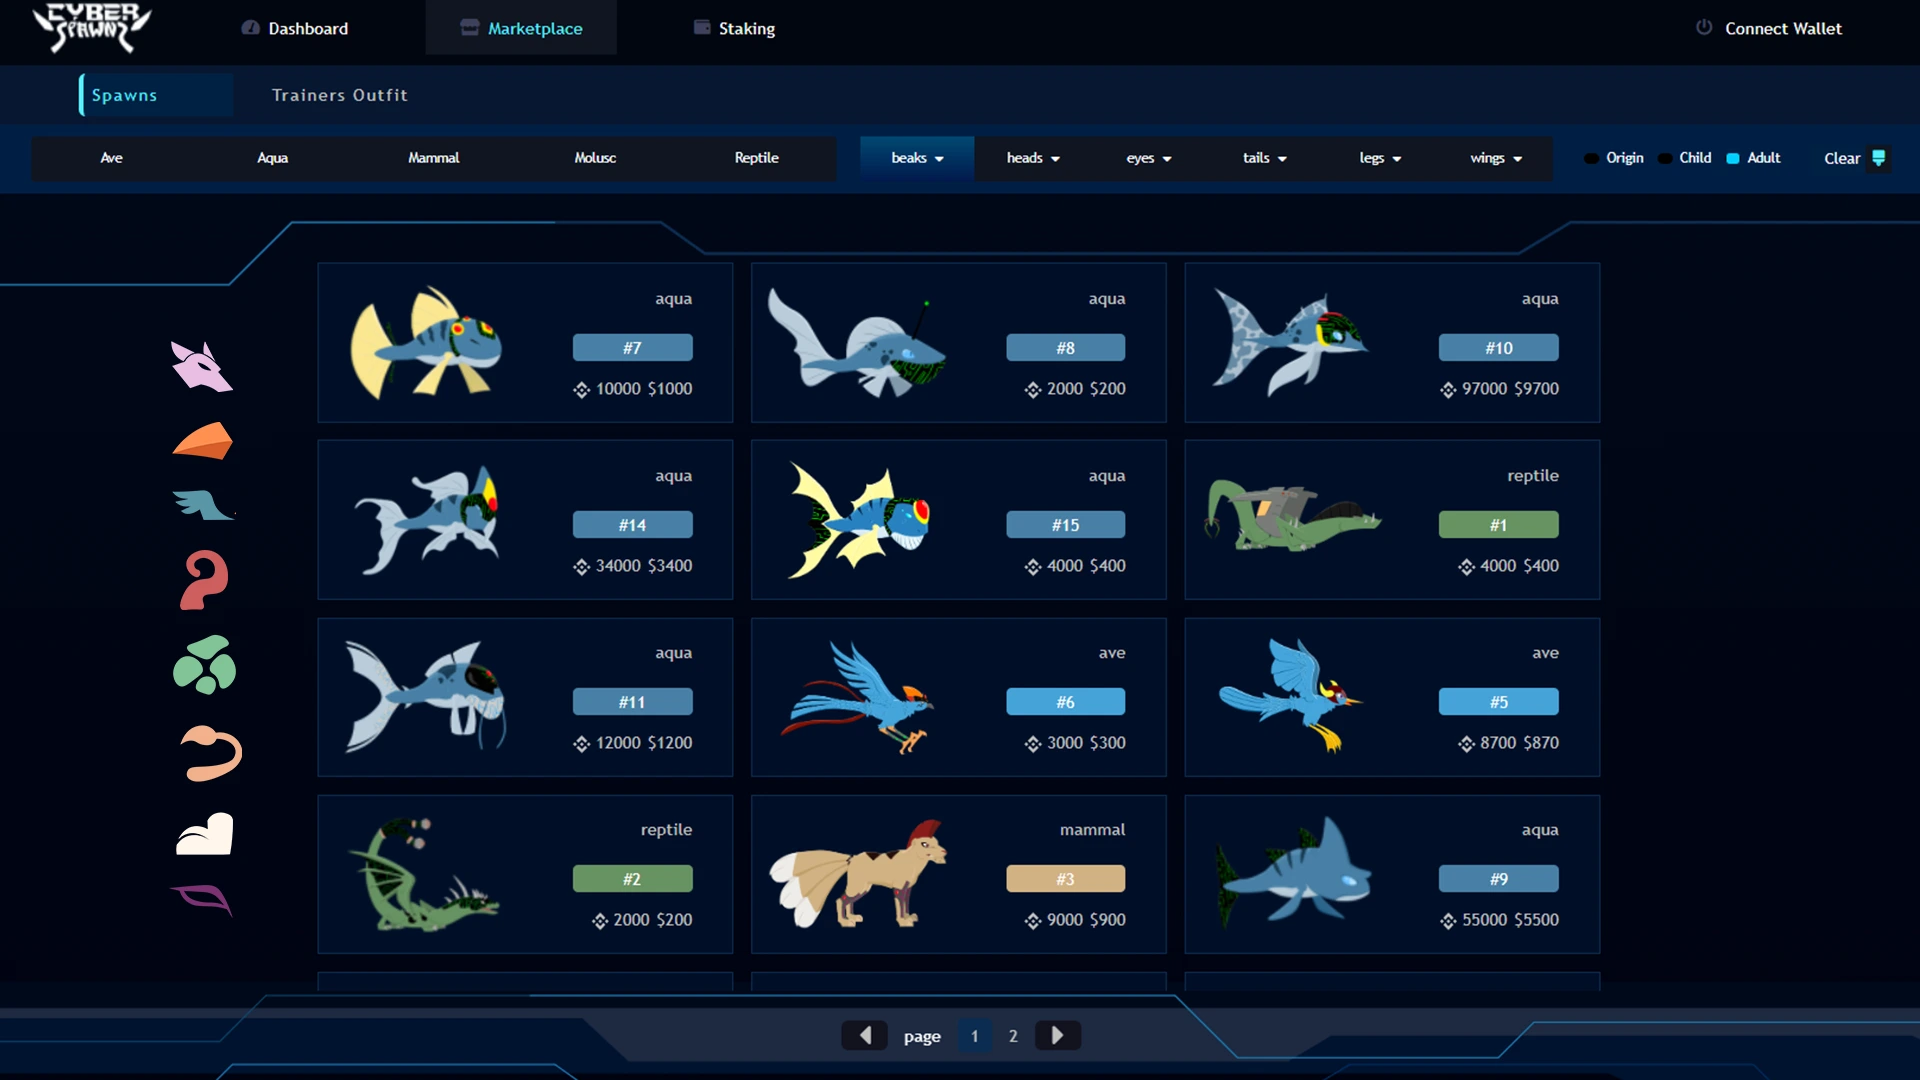 CYBER
SPAWNZ
Dashboard
Marketplace
Staking
Connect Wallet
Spawns
Trainers Outfit
Ave
Aqua
Mammal
Molusc
Reptile
beaks
heads
eyes
tails
legs
wings
Origin
Child
Adult
Clear
aqua
#7
10000 $1000
aqua
#8
2000 $200
aqua
#10
97000 $9700
aqua
#14
34000 $3400
aqua
#15
4000 $400
reptile
#1
4000 $400
aqua
#11
12000 $1200
ave
#6
3000 $300
ave
#5
8700 $870
reptile
#2
2000 $200
mammal
#3
9000 $900
aqua
#9
55000 $5500
page 1 2